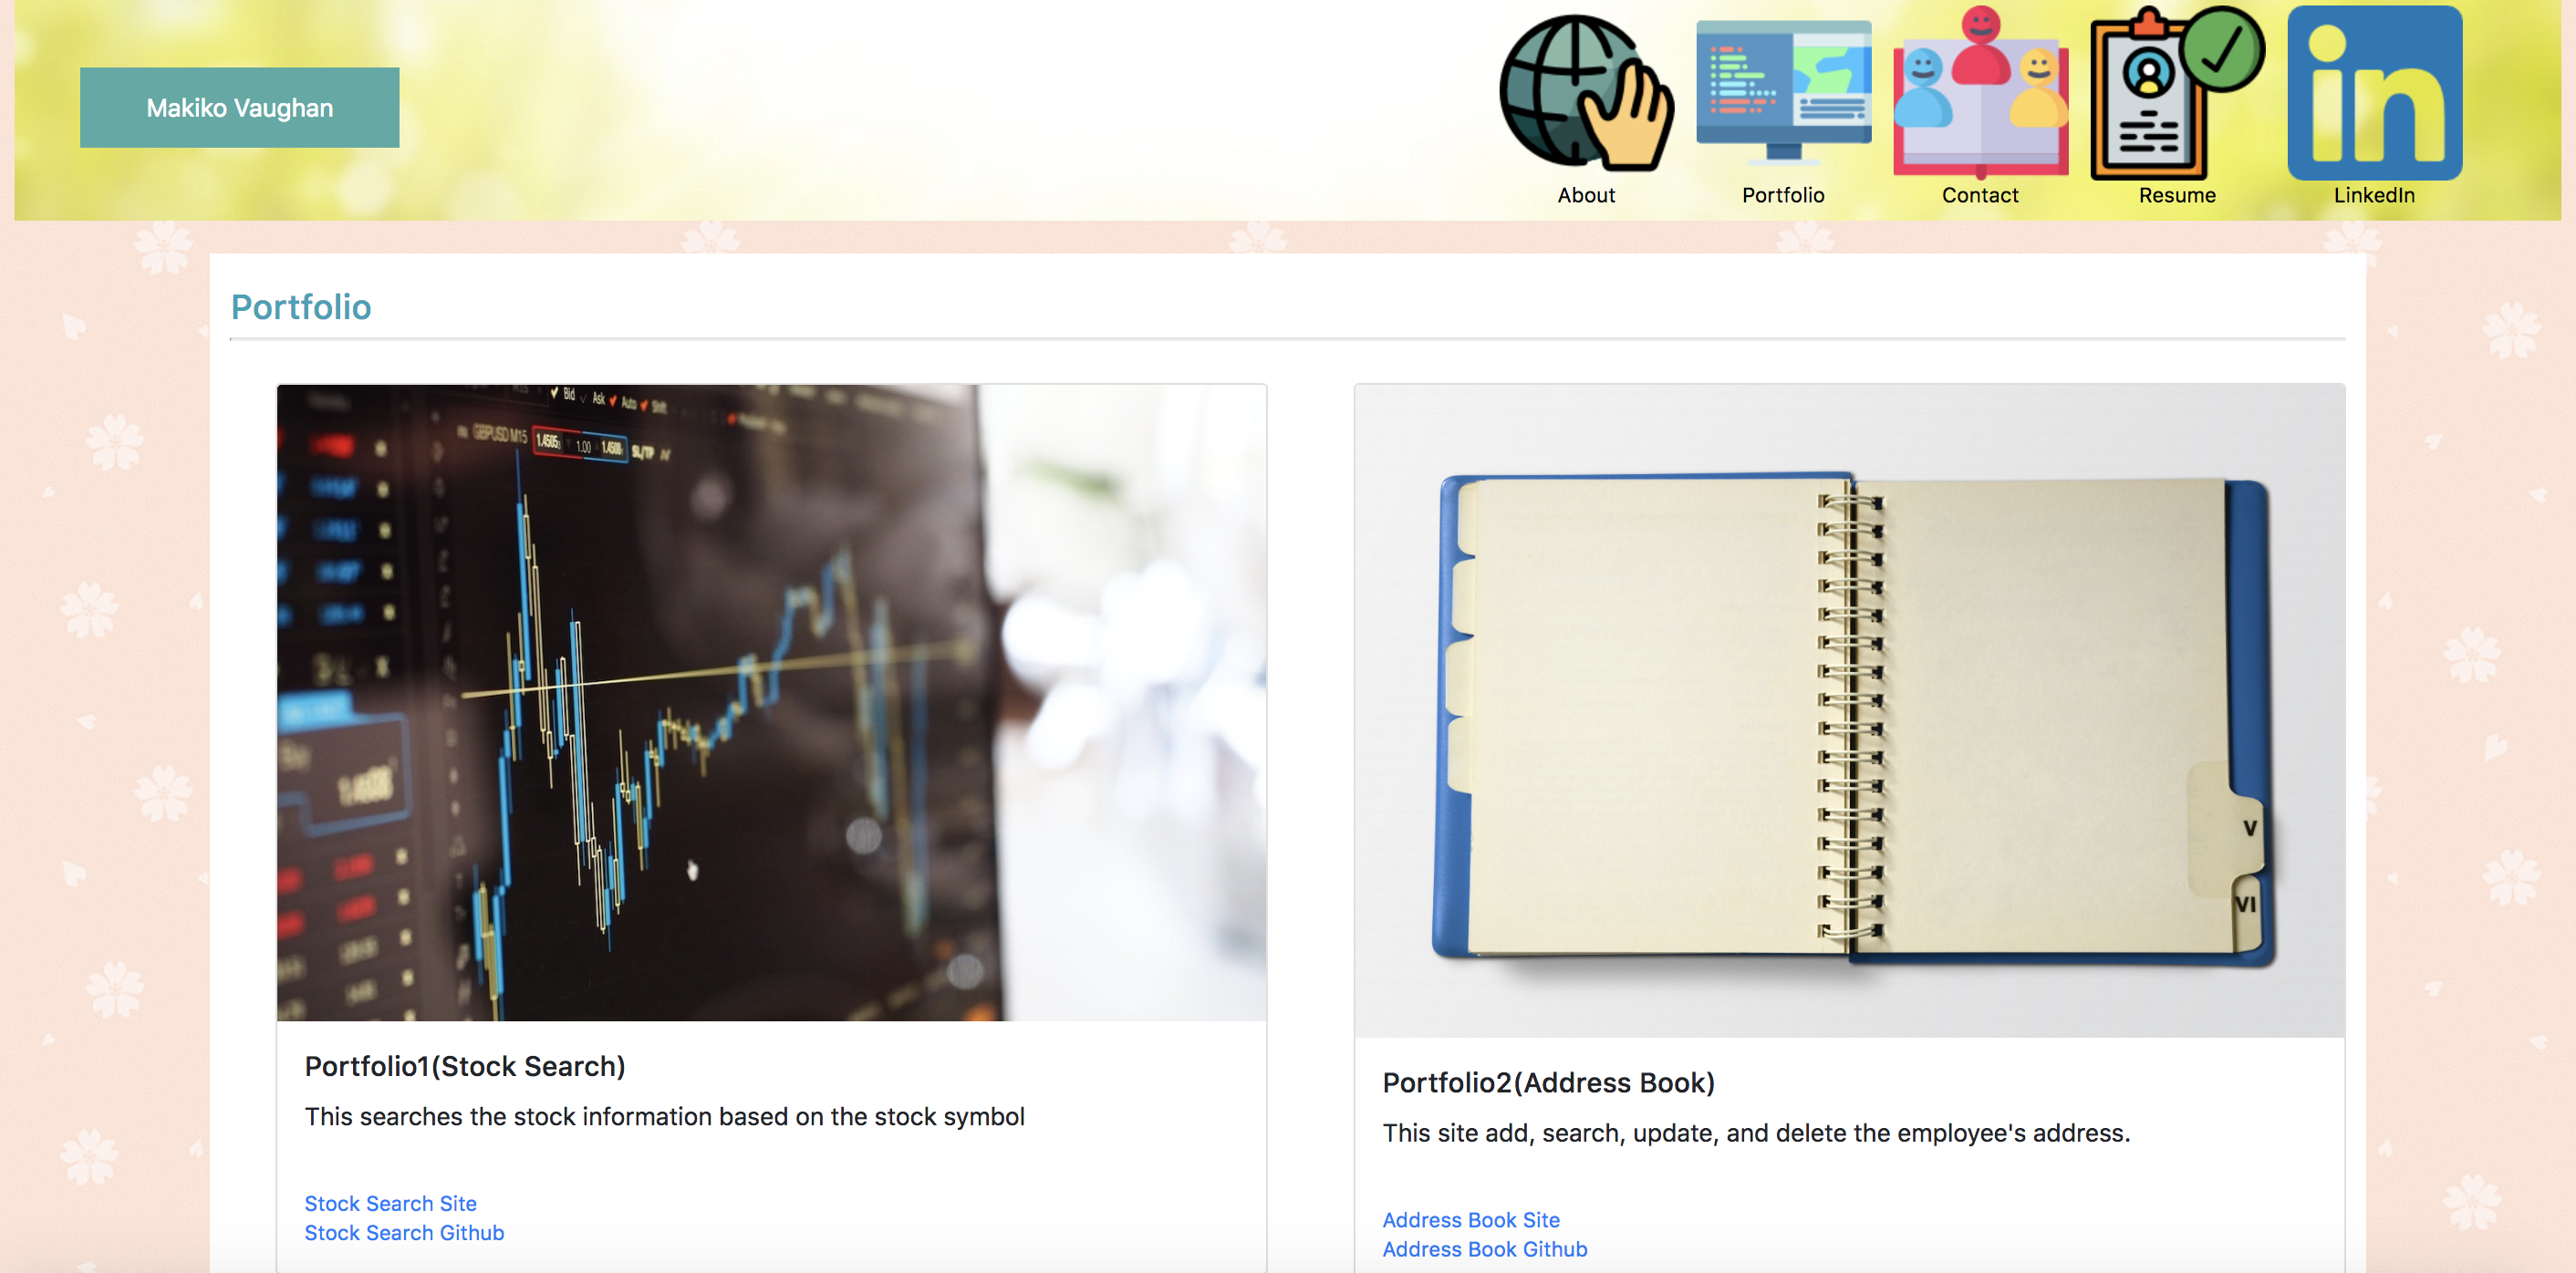 Makiko Vaughan
About
Portfolio
Contact
Resume
LinkedIn
in
Portfolio
Bid Ask Auto Shift
GBPUSD M15 1.4505 1.00 1.4508 SL/TP
V
VI
Portfolio1(Stock Search)
This searches the stock information based on the stock symbol
Stock Search Site
Stock Search Github
Portfolio2(Address Book)
This site add, search, update, and delete the employee's address.
Address Book Site
Address Book Github